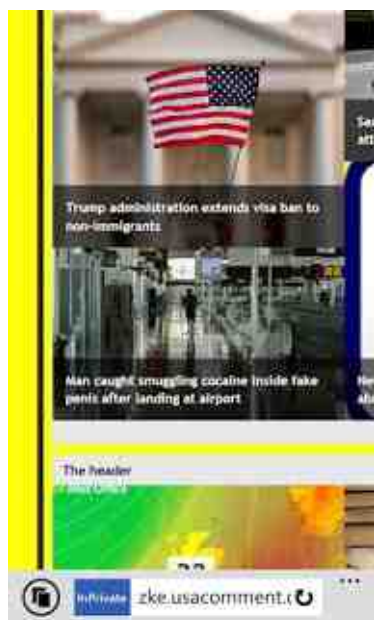 Trump administration extends visa ban to
non-immigrants
Man caught smuggling cocaine inside fake
penis after landing at airport
The header
InPrivate
zke.usacomment.c